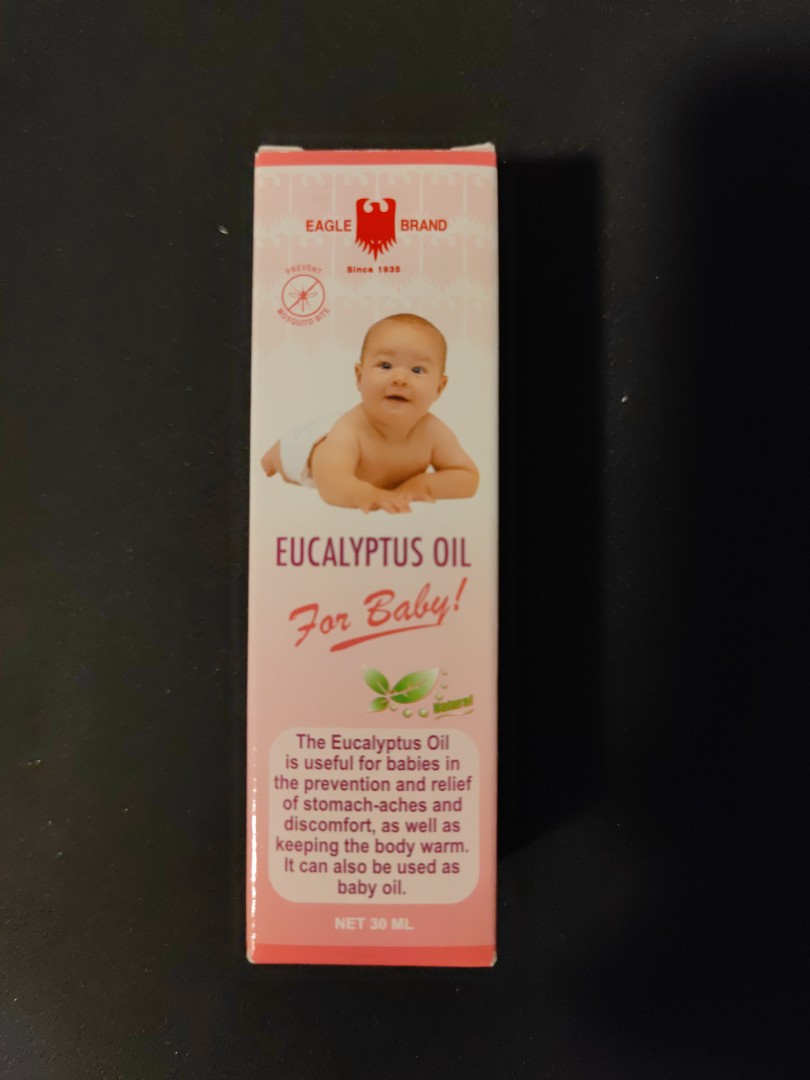 EAGLE BRAND
Since 1935
PREVENT
MOSQUITO BITE
EUCALYPTUS OIL
For Baby!
Natural
The Eucalyptus Oil
is useful for babies in
the prevention and relief
of stomach-aches and
discomfort, as well as
keeping the body warm.
It can also be used as
baby oil.
NET 30 ML